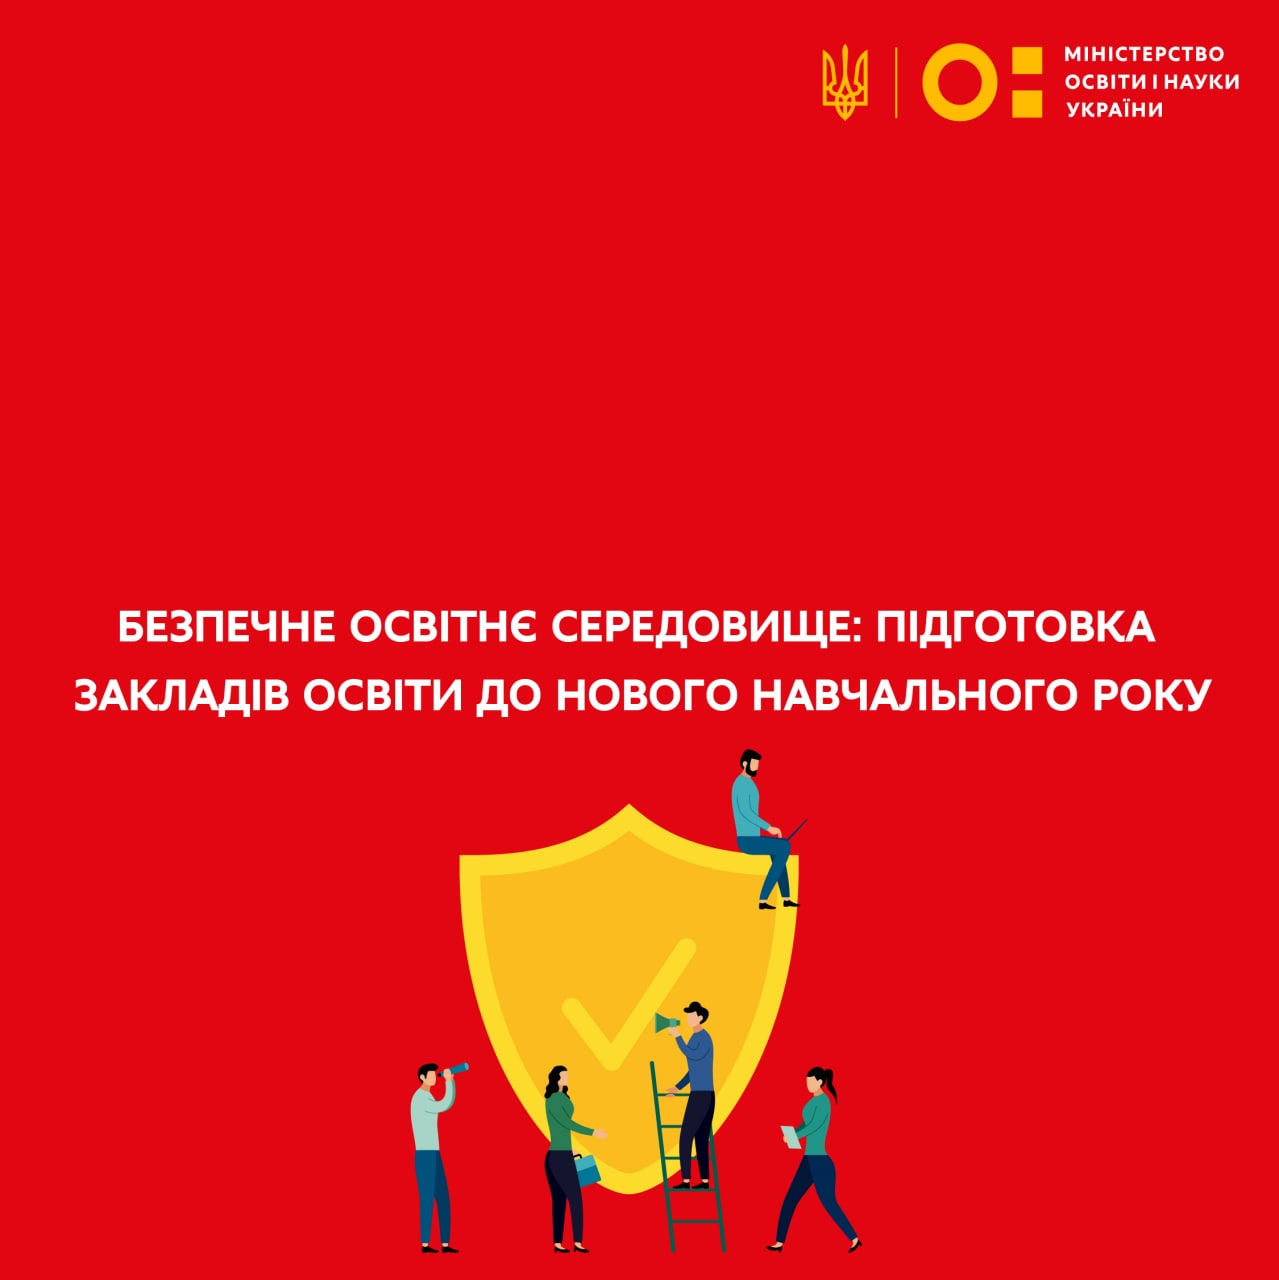 МІНІСТЕРСТВО
ОСВІТИ І НАУКИ
УКРАЇНИ
БЕЗПЕЧНЕ ОСВІТНЄ СЕРЕДОВИЩЕ: ПІДГОТОВКА
ЗАКЛАДІВ ОСВІТИ ДО НОВОГО НАВЧАЛЬНОГО РОКУ